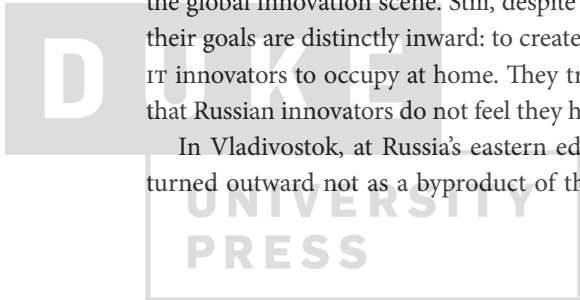 the global innovation scene. Still, despite
their goals are distinctly inward: to create
IT innovators to occupy at home. They tr
that Russian innovators do not feel they h
In Vladivostok, at Russia's eastern ed
turned outward not as a byproduct of th
DUKE
UNIVERSITY
PRESS